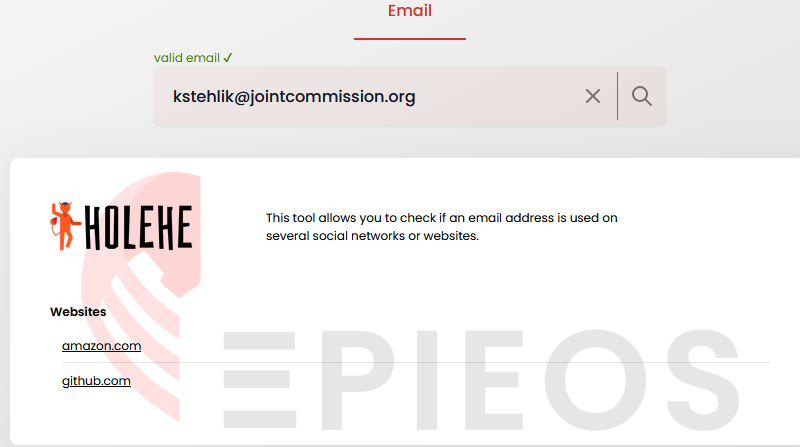 Email
valid email ✓
kstehlik@jointcommission.org
HOLEHE
This tool allows you to check if an email address is used on
several social networks or websites.
Websites
amazon.com
github.com
EPIEOS